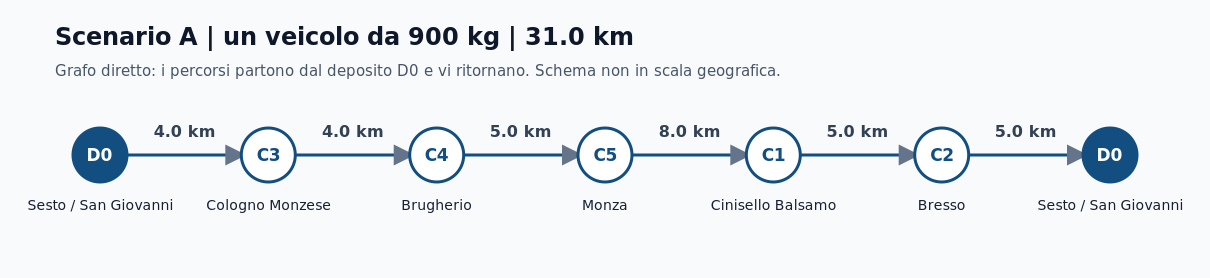 Scenario A | un veicolo da 900 kg | 31.0 km
Grafo diretto: i percorsi partono dal deposito D0 e vi ritornano. Schema non in scala geografica.
4.0 km 4.0 km 5.0 km 8.0 km 5.0 km 5.0 km
D0 C3 C4 C5 C1 C2 D0
Sesto / San Giovanni Cologno Monzese Brugherio Monza Cinisello Balsamo Bresso Sesto / San Giovanni